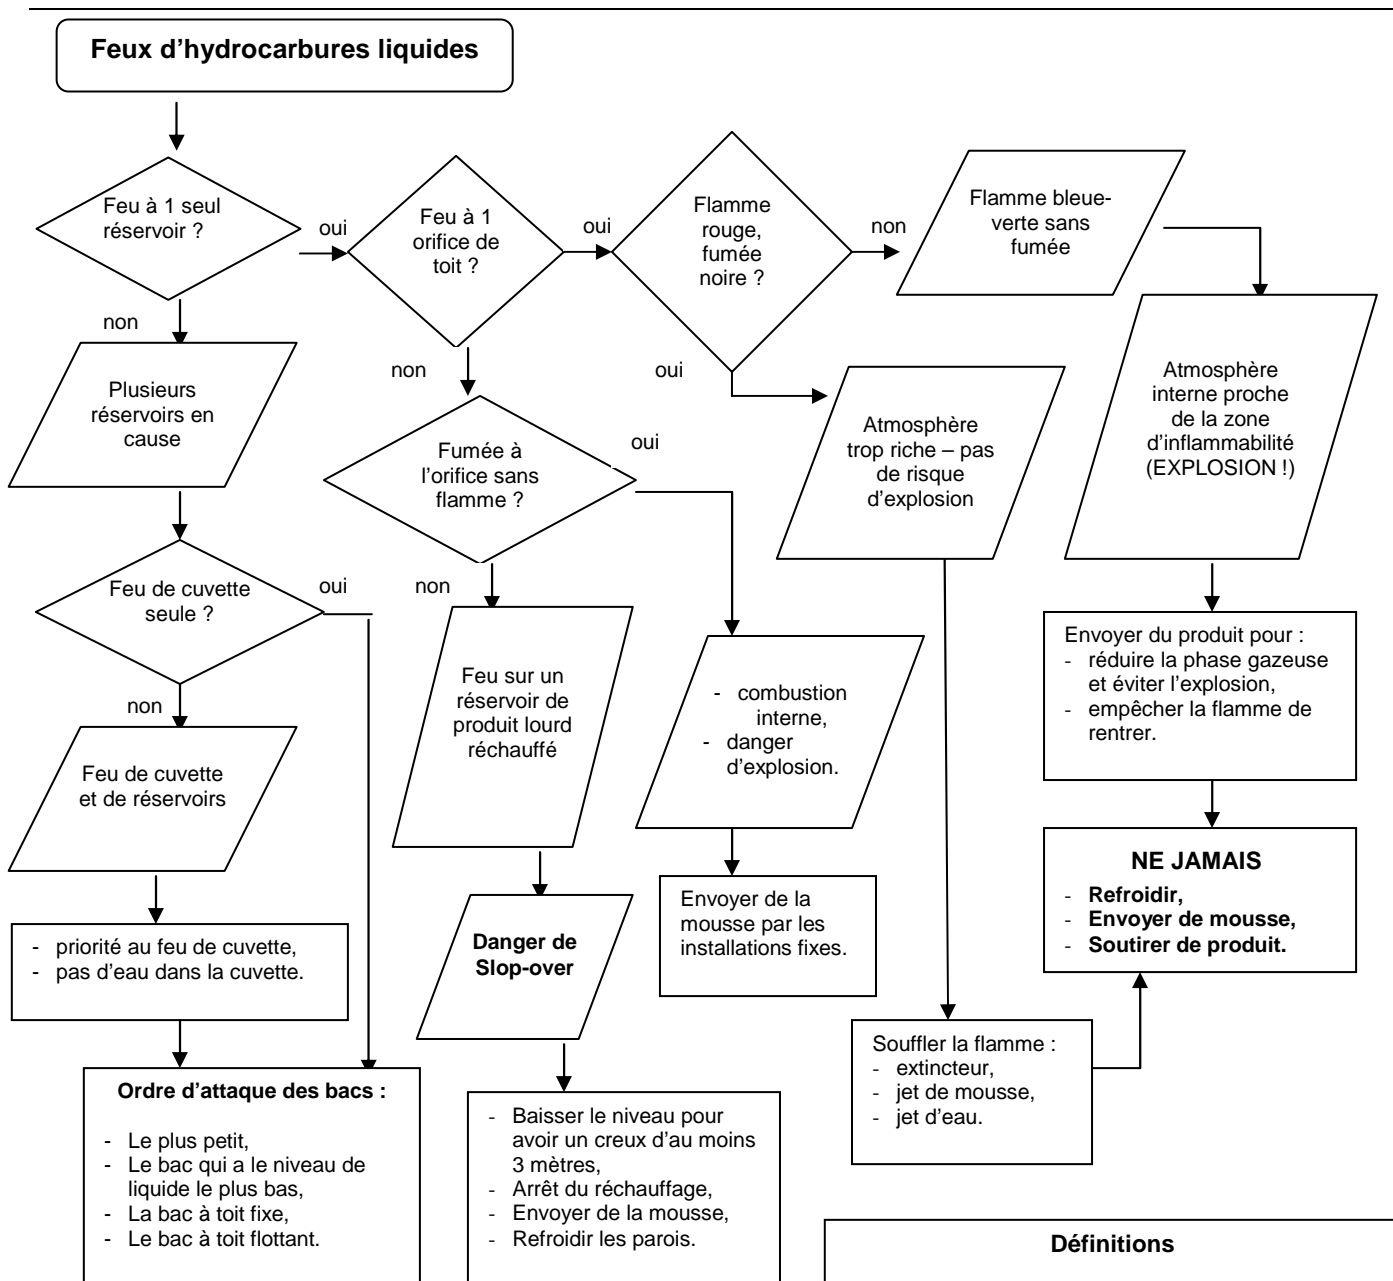 Feux d'hydrocarbures liquides
Feu à 1 seul
réservoir ?
oui
Feu à 1
orifice de
toit ?
oui
Flamme
rouge,
fumée
noire ?
non
Flamme bleue-
verte sans
fumée
non
non
oui
Plusieurs
réservoirs en
cause
Fumée à
l'orifice sans
flamme ?
oui
Atmosphère
trop riche – pas
de risque
d'explosion
Atmosphère
interne proche
de la zone
d'inflammabilité
(EXPLOSION !)
Feu de cuvette
seule ?
oui
non
non
Feu sur un
réservoir de
produit lourd
réchauffé
- combustion
interne,
- danger
d'explosion.
Envoyer du produit pour :
- réduire la phase gazeuse
et éviter l'explosion,
- empêcher la flamme de
rentrer.
Feu de cuvette
et de réservoirs
NE JAMAIS
- Refroidir,
- Envoyer de mousse,
- Soutirer de produit.
Envoyer de la
mousse par les
installations fixes.
Danger de
Slop-over
- priorité au feu de cuvette,
- pas d'eau dans la cuvette.
Souffler la flamme :
- extincteur,
- jet de mousse,
- jet d'eau.
Ordre d'attaque des bacs :
- Le plus petit,
- Le bac qui a le niveau de
liquide le plus bas,
- La bac à toit fixe,
- Le bac à toit flottant.
- Baisser le niveau pour
avoir un creux d'au moins
3 mètres,
- Arrêt du réchauffage,
- Envoyer de la mousse,
- Refroidir les parois.
Définitions